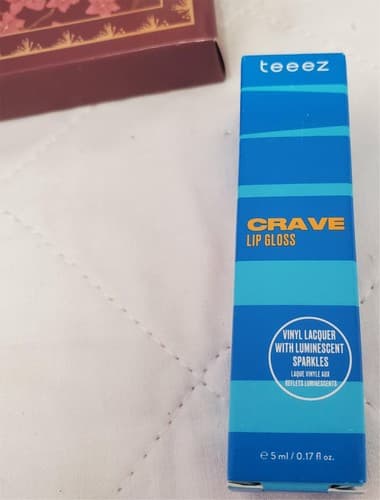 teeez
CRAVE
LIP GLOSS
VINYL LACQUER
WITH LUMINESCENT
SPARKLES
LAQUE VINYLE AUX
REFLETS LUMINESCENTS
℮ 5 ml / 0.17 fl oz.